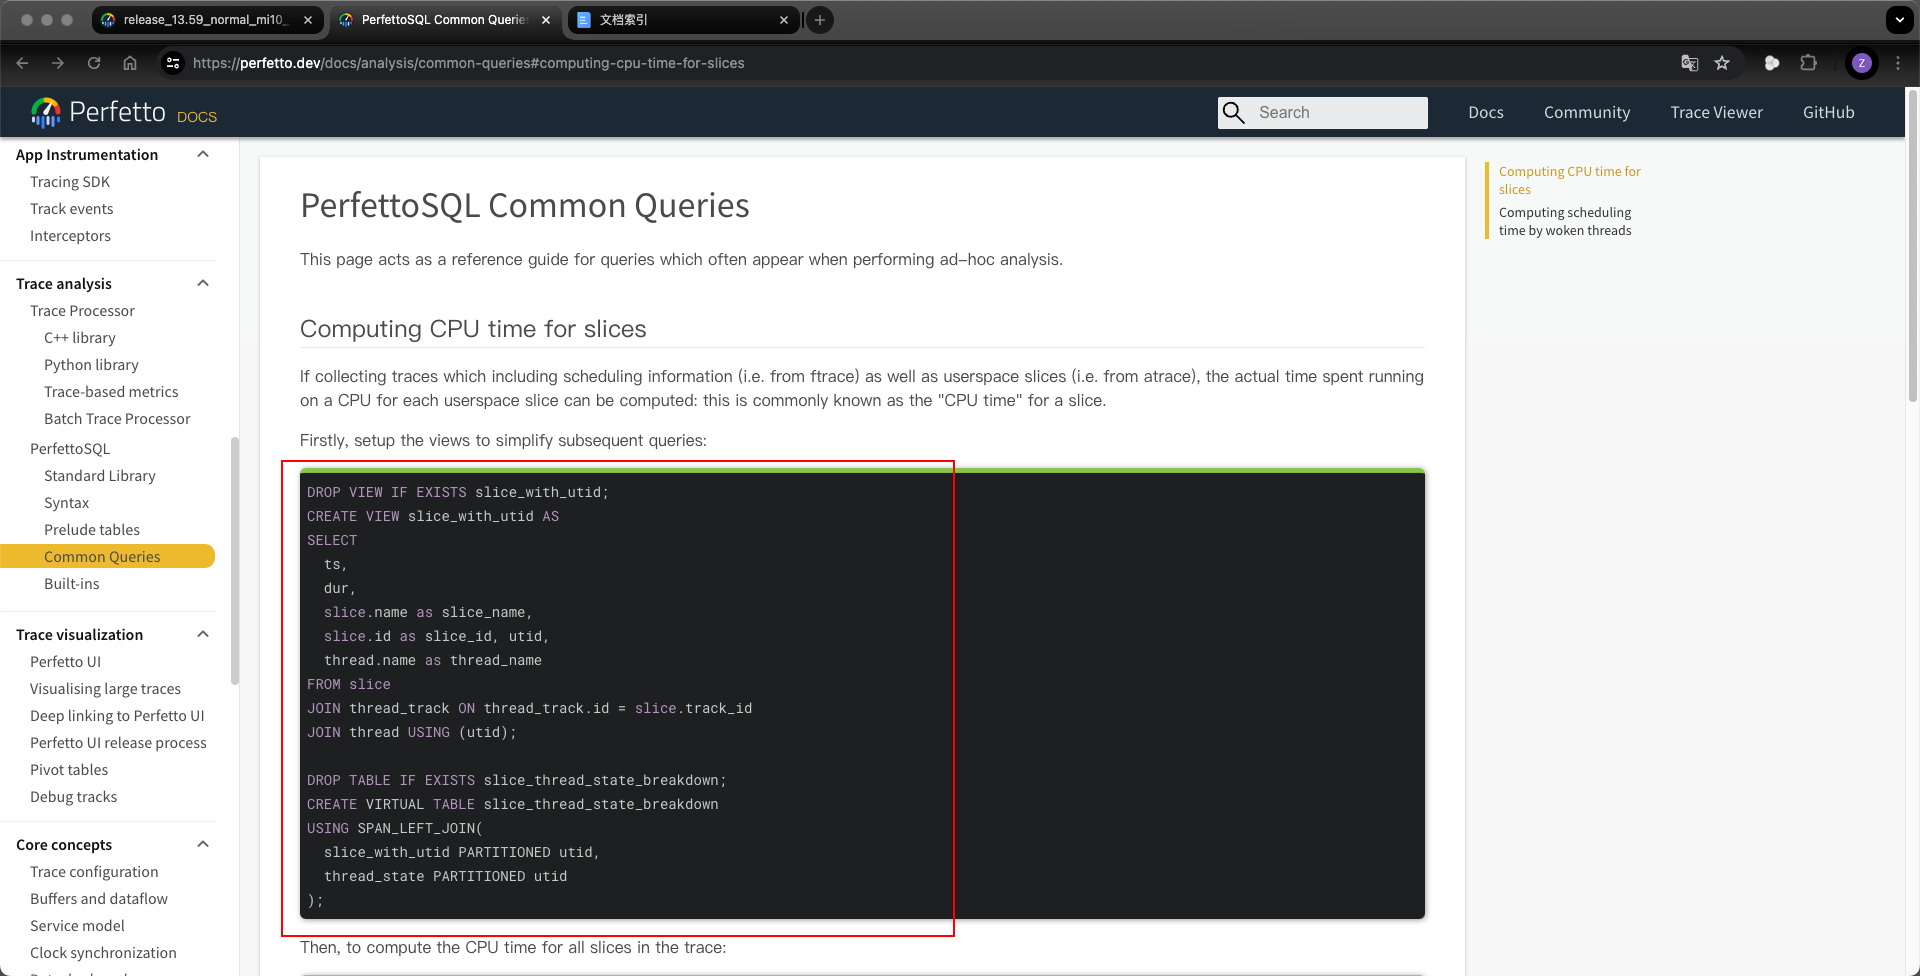 release_13.59_normal_mi10_
PerfettoSQL Common Queries
文档索引
https://perfetto.dev/docs/analysis/common-queries#computing-cpu-time-for-slices
Z
Perfetto DOCS
Search
Docs
Community
Trace Viewer
GitHub
App Instrumentation
Tracing SDK
Track events
Interceptors
Trace analysis
Trace Processor
C++ library
Python library
Trace-based metrics
Batch Trace Processor
PerfettoSQL
Standard Library
Syntax
Prelude tables
Common Queries
Built-ins
Trace visualization
Perfetto UI
Visualising large traces
Deep linking to Perfetto UI
Perfetto UI release process
Pivot tables
Debug tracks
Core concepts
Trace configuration
Buffers and dataflow
Service model
Clock synchronization
PerfettoSQL Common Queries
This page acts as a reference guide for queries which often appear when performing ad-hoc analysis.
Computing CPU time for slices
If collecting traces which including scheduling information (i.e. from ftrace) as well as userspace slices (i.e. from atrace), the actual time spent running
on a CPU for each userspace slice can be computed: this is commonly known as the "CPU time" for a slice.
Firstly, setup the views to simplify subsequent queries:
DROP VIEW IF EXISTS slice_with_utid;
CREATE VIEW slice_with_utid AS
SELECT
  ts,
  dur,
  slice.name as slice_name,
  slice.id as slice_id, utid,
  thread.name as thread_name
FROM slice
JOIN thread_track ON thread_track.id = slice.track_id
JOIN thread USING (utid);
DROP TABLE IF EXISTS slice_thread_state_breakdown;
CREATE VIRTUAL TABLE slice_thread_state_breakdown
USING SPAN_LEFT_JOIN(
  slice_with_utid PARTITIONED utid,
  thread_state PARTITIONED utid
);
Then, to compute the CPU time for all slices in the trace:
Computing CPU time for
slices
Computing scheduling
time by woken threads